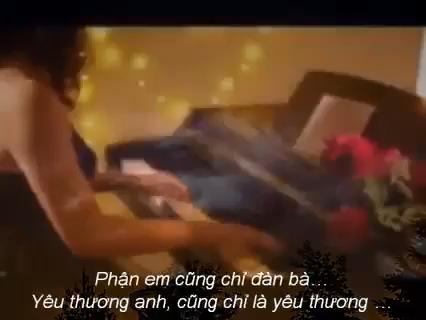 Phận em cũng chỉ đàn bà...
Yêu thương anh, cũng chỉ là yêu thương ...